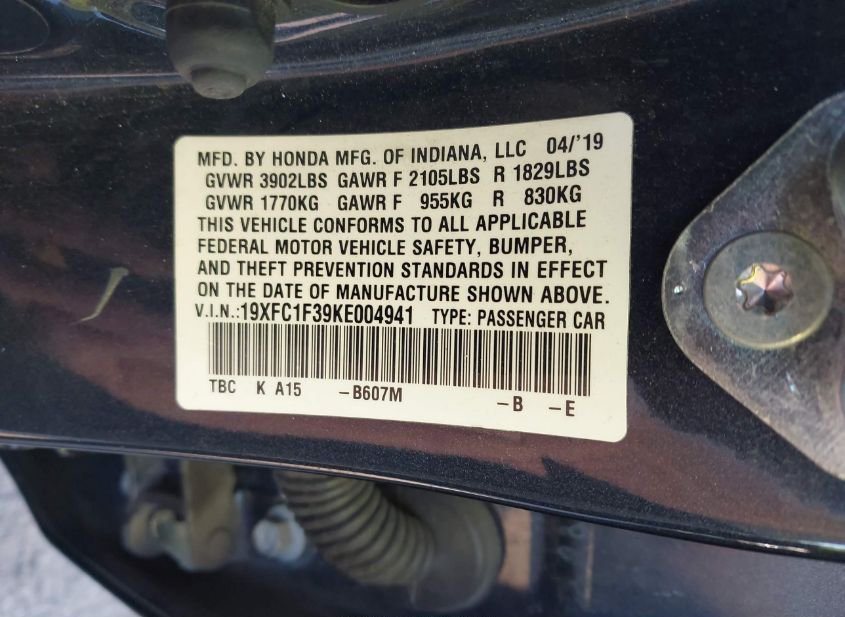 MFD. BY HONDA MFG. OF INDIANA, LLC 04/'19
GVWR 3902LBS GAWR F 2105LBS R 1829LBS
GVWR 1770KG GAWR F 955KG R 830KG
THIS VEHICLE CONFORMS TO ALL APPLICABLE
FEDERAL MOTOR VEHICLE SAFETY, BUMPER,
AND THEFT PREVENTION STANDARDS IN EFFECT
ON THE DATE OF MANUFACTURE SHOWN ABOVE.
V.I.N.:19XFC1F39KE004941 TYPE: PASSENGER CAR
TBC K A15 –B607M –B –E